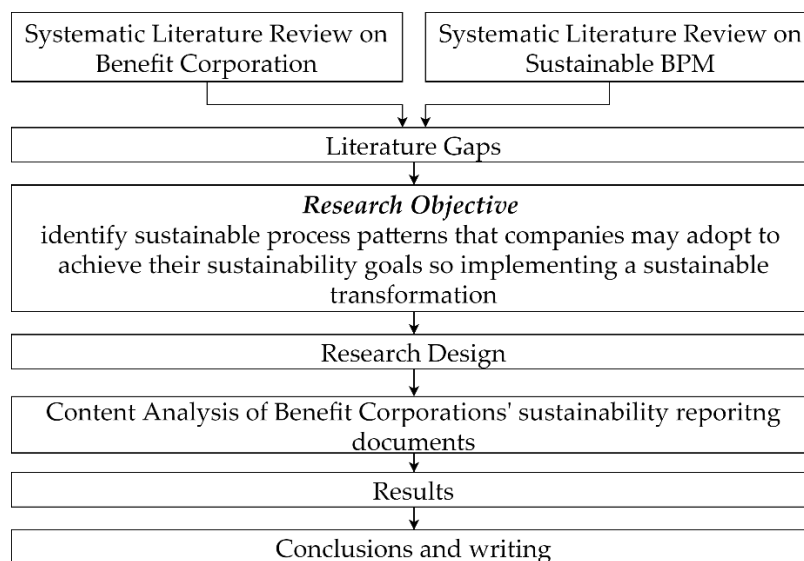 Systematic Literature Review on
Benefit Corporation
Systematic Literature Review on
Sustainable BPM
Literature Gaps
Research Objective
identify sustainable process patterns that companies may adopt to
achieve their sustainability goals so implementing a sustainable
transformation
Research Design
Content Analysis of Benefit Corporations' sustainability reporitng
documents
Results
Conclusions and writing